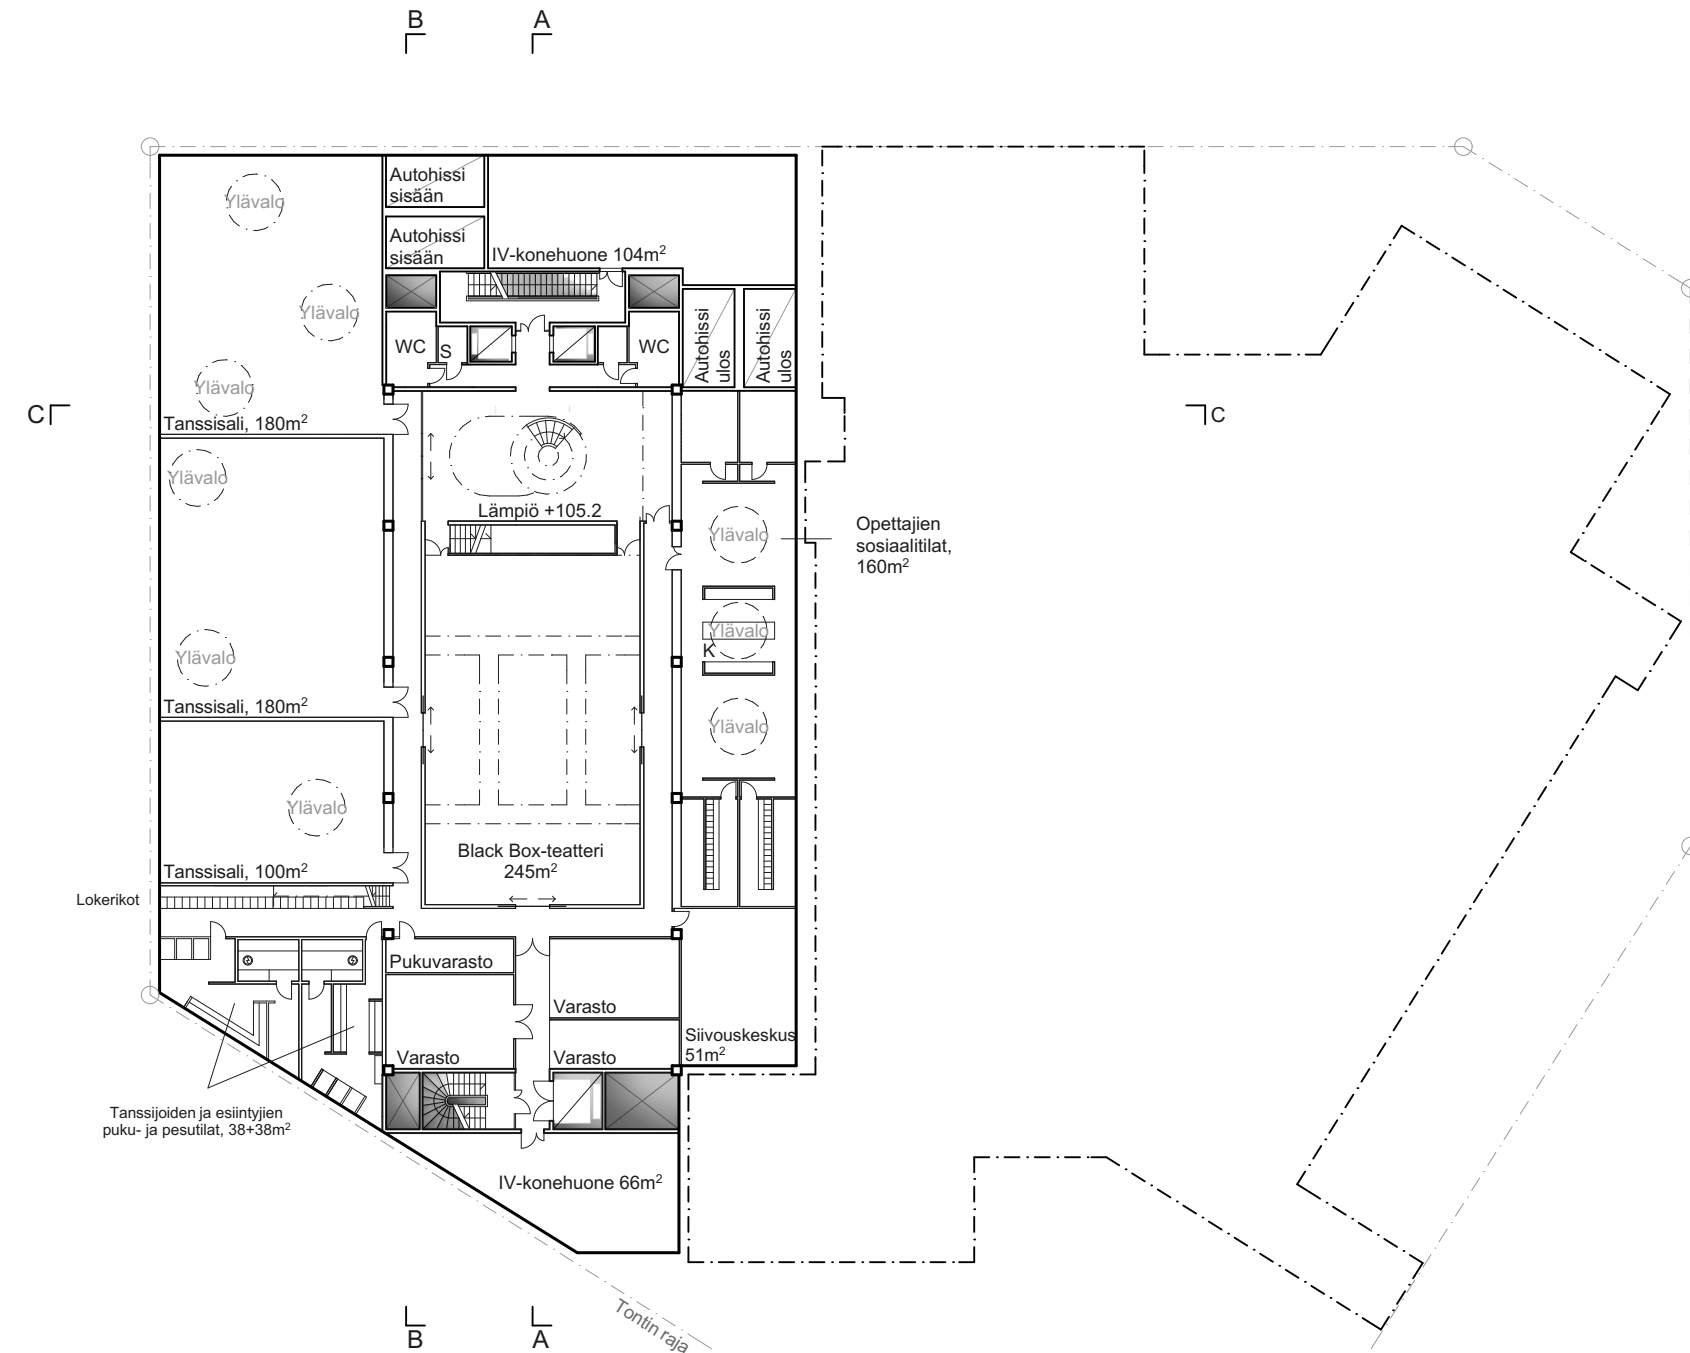 B
A
Autohissi
sisään
Ylävalo
Autohissi
sisään
IV-konehuone 104m²
Ylävalo
WC
S
WC
Autohissi
ulos
Autohissi
ulos
Ylävalo
C
C
Tanssisali, 180m²
Ylävalo
Lämpiö +105.2
Ylävalo
Opettajien
sosiaalitilat,
160m²
Ylävalo
K
Ylävalo
Tanssisali, 180m²
Ylävalo
Ylävalo
Black Box-teatteri
245m²
Tanssisali, 100m²
Lokerikot
Pukuvarasto
Varasto
Siivouskeskus
51m²
Varasto
Varasto
Tanssijoiden ja esiintyjien
puku- ja pesutilat, 38+38m²
IV-konehuone 66m²
Tontin raja
B
A